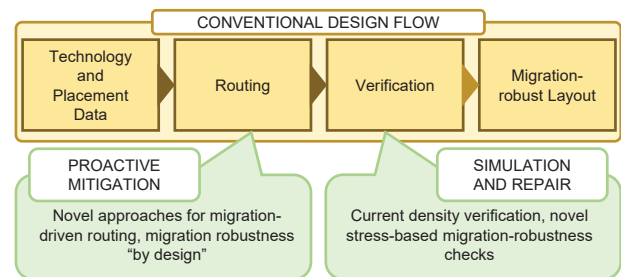 CONVENTIONAL DESIGN FLOW
Technology
and
Placement
Data
Routing
Verification
Migration-
robust Layout
PROACTIVE
MITIGATION
Novel approaches for migration-
driven routing, migration robustness
“by design”
SIMULATION
AND REPAIR
Current density verification, novel
stress-based migration-robustness
checks